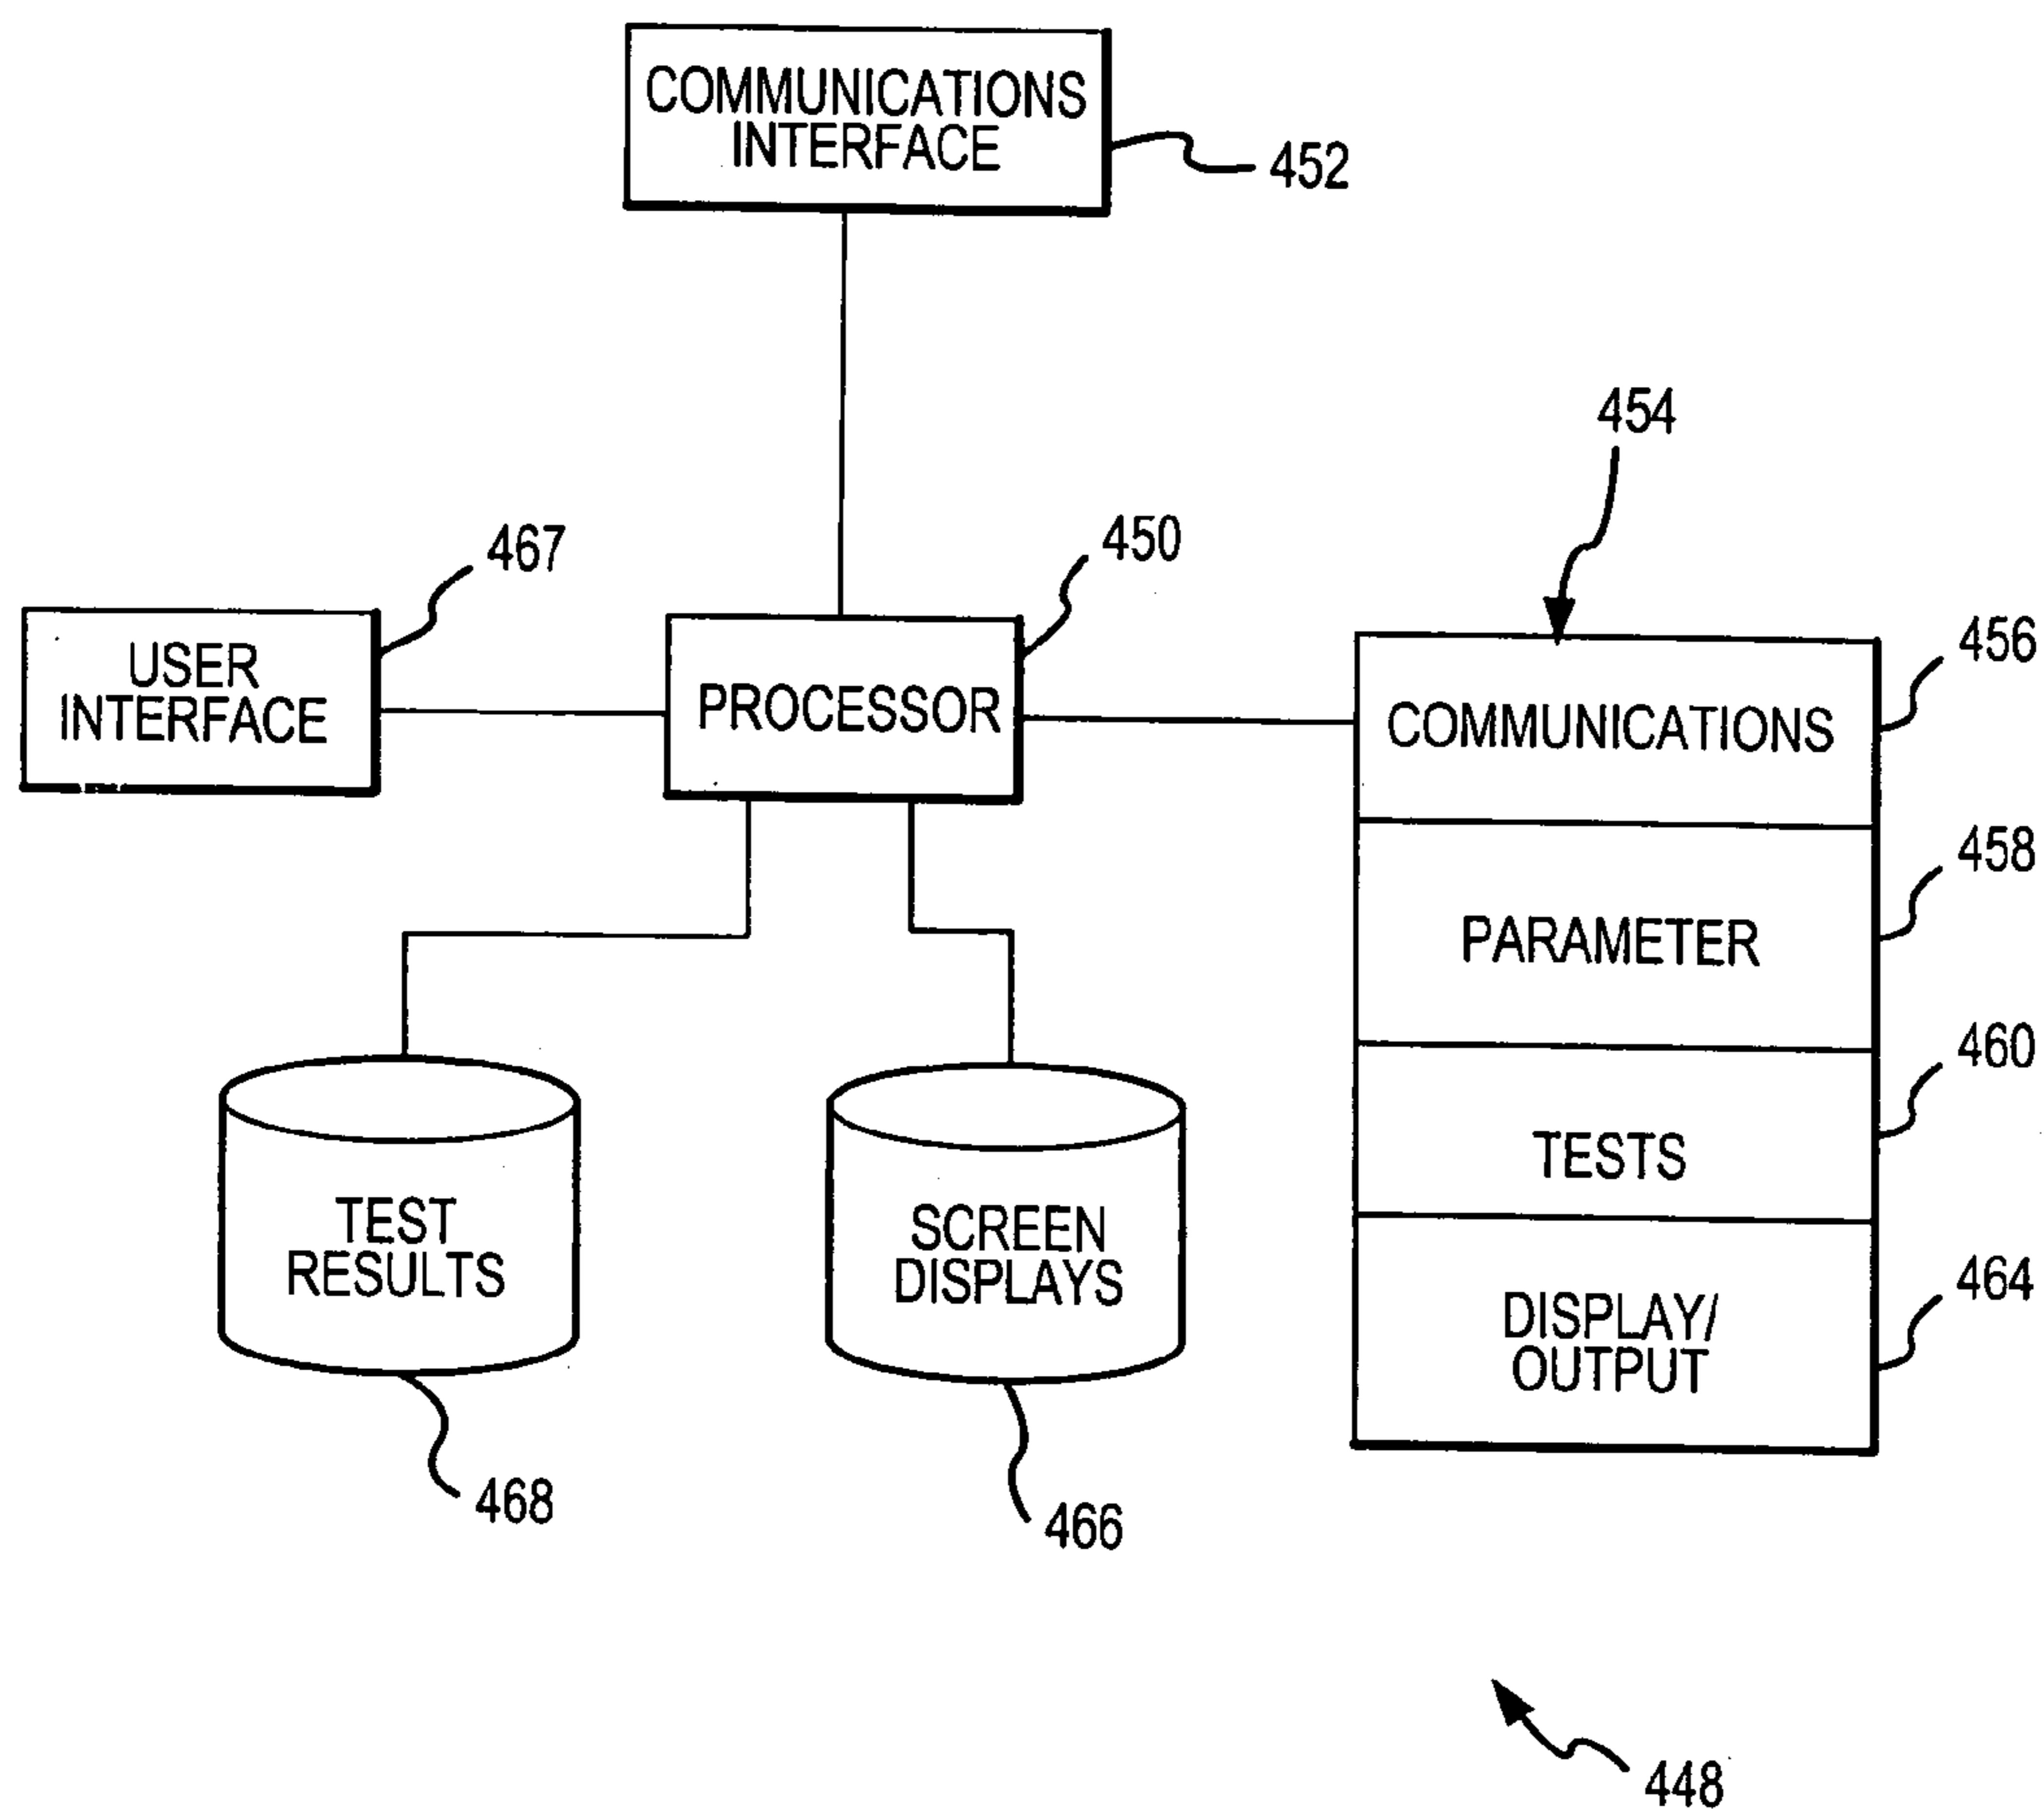 COMMUNICATIONS
INTERFACE
452
454
467
450
USER
INTERFACE
PROCESSOR
456
COMMUNICATIONS
458
PARAMETER
460
TESTS
TEST
RESULTS
SCREEN
DISPLAYS
464
DISPLAY/
OUTPUT
468
466
448